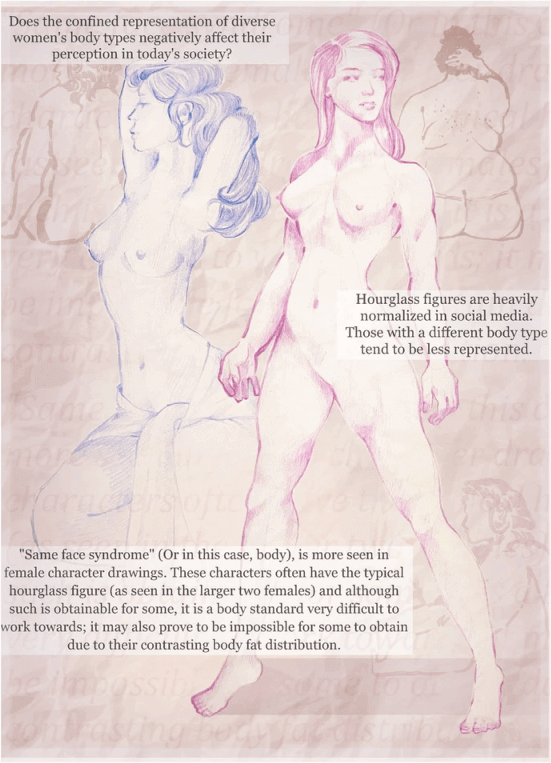 Does the confined representation of diverse
women's body types negatively affect their
perception in today's society?
Hourglass figures are heavily
normalized in social media.
Those with a different body type
tend to be less represented.
"Same face syndrome" (Or in this case, body), is more seen in
female character drawings. These characters often have the typical
hourglass figure (as seen in the larger two females) and although
such is obtainable for some, it is a body standard very difficult to
work towards; it may also prove to be impossible for some to obtain
due to their contrasting body fat distribution.